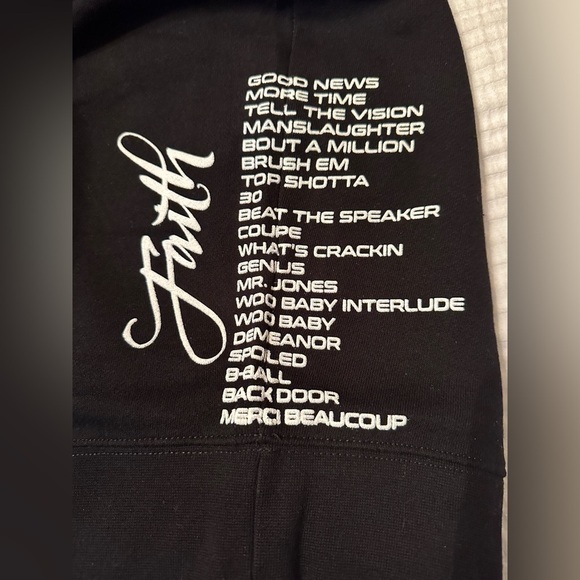 Faith
GOOD NEWS
MORE TIME
TELL THE VISION
MANSLAUGHTER
BOUT A MILLION
BRUSH EM
TOP SHOTTA
30
BEAT THE SPEAKER
COUPE
WHAT'S CRACKIN
GENIUS
MR. JONES
WOO BABY INTERLUDE
WOO BABY
DEMEANOR
SPOILED
8-BALL
BACK DOOR
MERCI BEAUCOUP